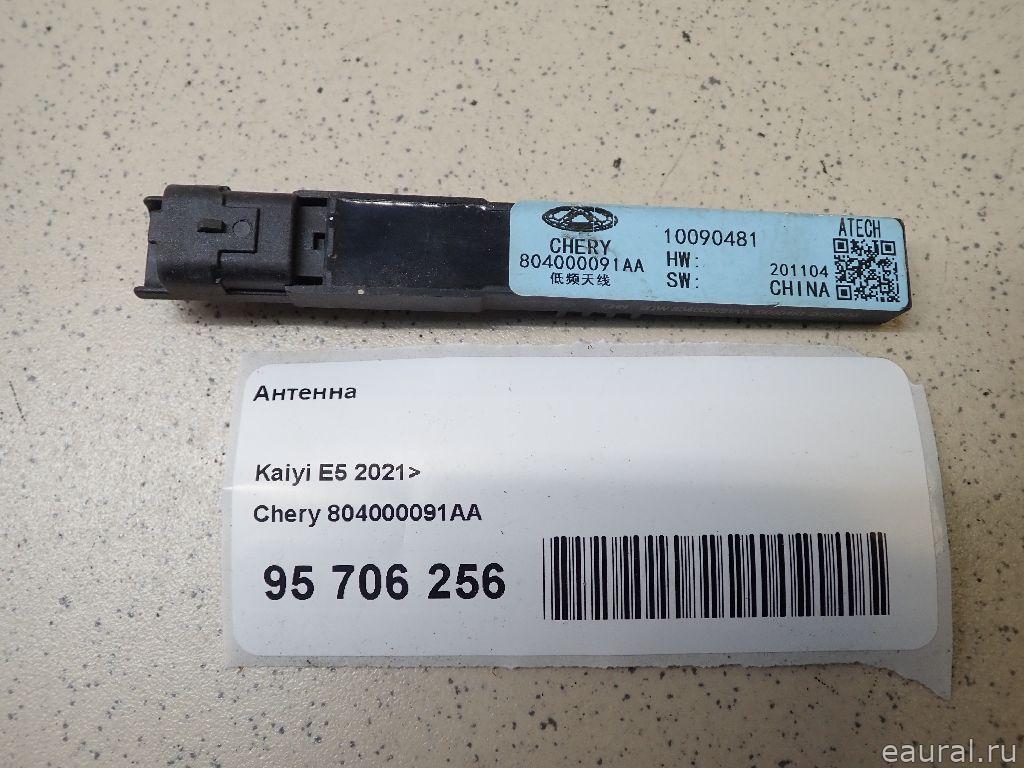 CHERY
804000091AA
低频天线
10090481
HW:
SW:
ATECH
201104
CHINA
Антенна
Kaiyi E5 2021>
Chery 804000091AA
95 706 256
eaural.ru